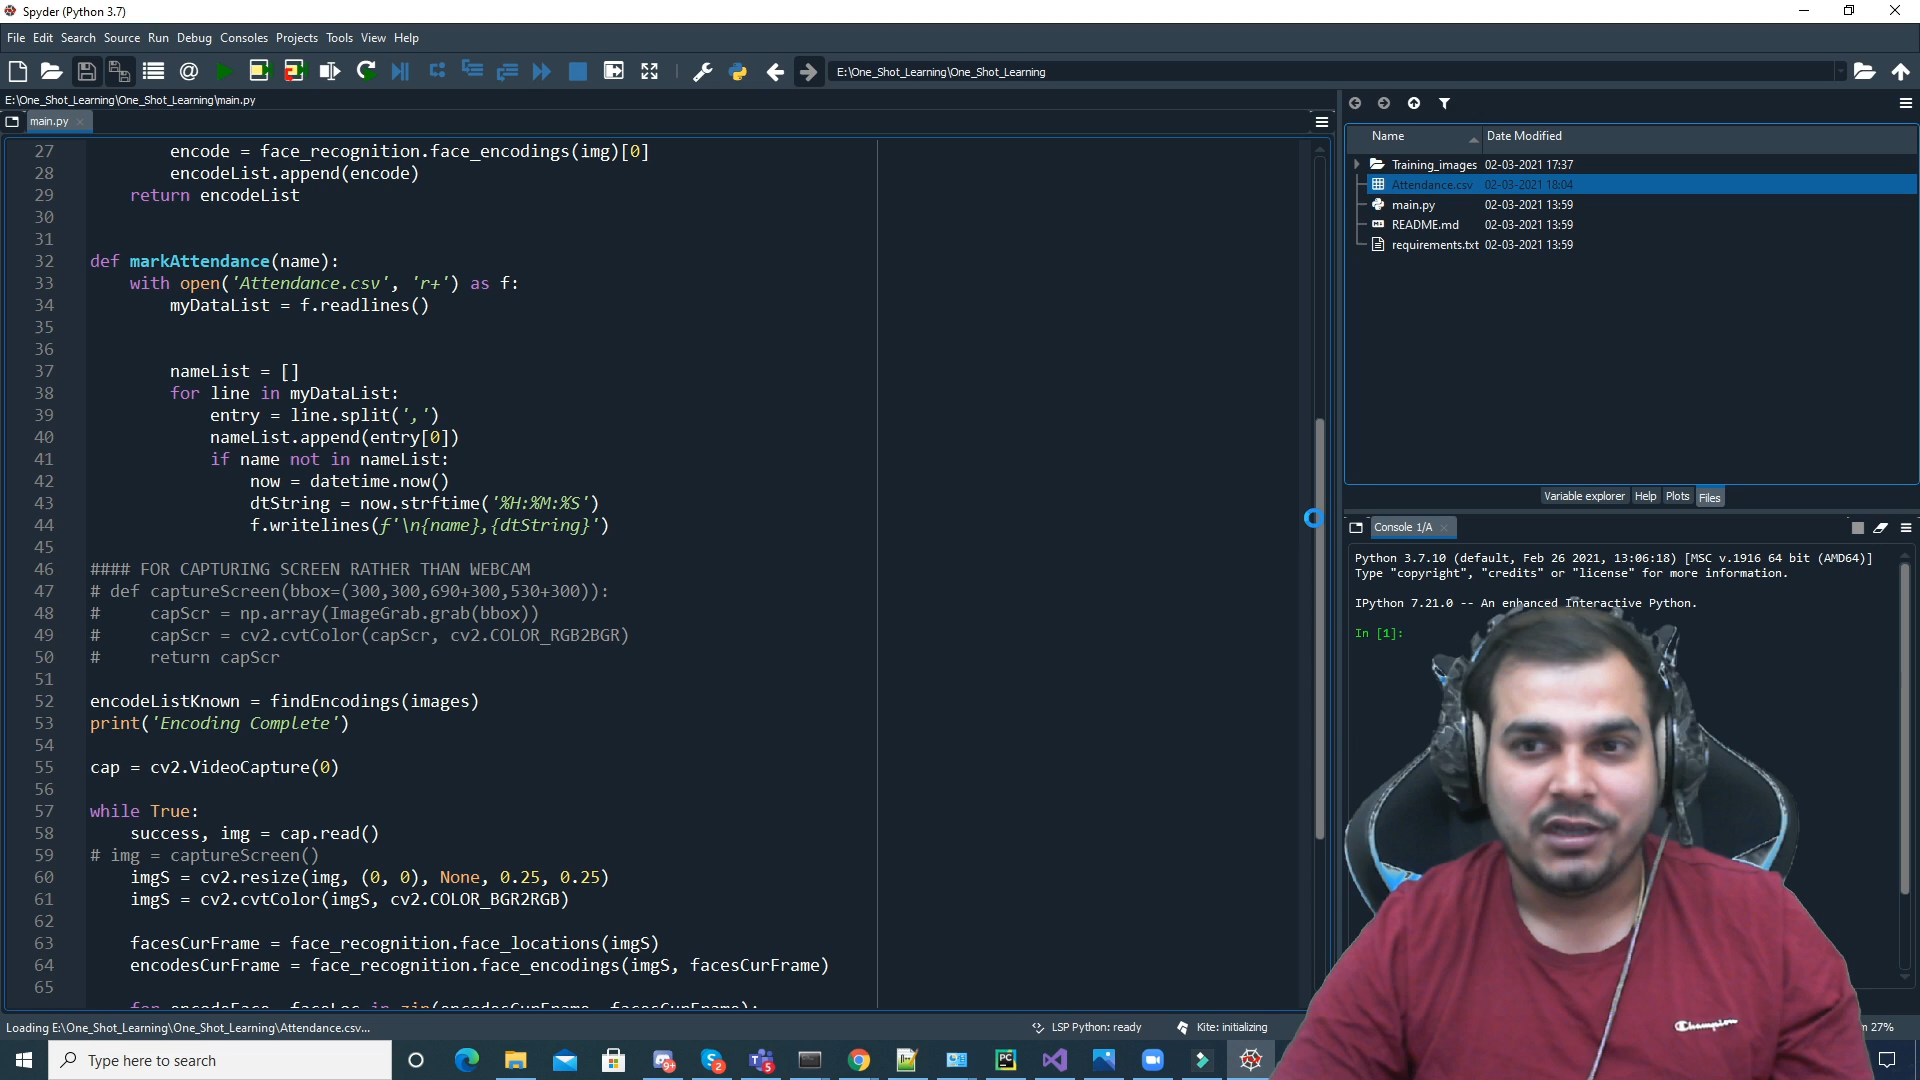 Spyder (Python 3.7)
File Edit Search Source Run Debug Consoles Projects Tools View Help
E:\One_Shot_Learning\One_Shot_Learning
E:\One_Shot_Learning\One_Shot_Learning\main.py
main.py
27 encode = face_recognition.face_encodings(img)[0]
28 encodeList.append(encode)
29 return encodeList
30
31
32 def markAttendance(name):
33 with open('Attendance.csv', 'r+') as f:
34 myDataList = f.readlines()
35
36
37 nameList = []
38 for line in myDataList:
39 entry = line.split(',')
40 nameList.append(entry[0])
41 if name not in nameList:
42 now = datetime.now()
43 dtString = now.strftime('%H:%M:%S')
44 f.writelines(f'\n{name},{dtString}')
45
46 #### FOR CAPTURING SCREEN RATHER THAN WEBCAM
47 # def captureScreen(bbox=(300,300,690+300,530+300)):
48 # capScr = np.array(ImageGrab.grab(bbox))
49 # capScr = cv2.cvtColor(capScr, cv2.COLOR_RGB2BGR)
50 # return capScr
51
52 encodeListKnown = findEncodings(images)
53 print('Encoding Complete')
54
55 cap = cv2.VideoCapture(0)
56
57 while True:
58 success, img = cap.read()
59 # img = captureScreen()
60 imgS = cv2.resize(img, (0, 0), None, 0.25, 0.25)
61 imgS = cv2.cvtColor(imgS, cv2.COLOR_BGR2RGB)
62
63 facesCurFrame = face_recognition.face_locations(imgS)
64 encodesCurFrame = face_recognition.face_encodings(imgS, facesCurFrame)
65
for encodeFace, faceLoc in zip(encodesCurFrame, facesCurFrame):
Name Date Modified
Training_images 02-03-2021 17:37
Attendance.csv 02-03-2021 18:04
main.py 02-03-2021 13:59
README.md 02-03-2021 13:59
requirements.txt 02-03-2021 13:59
Variable explorer Help Plots Files
Console 1/A
Python 3.7.10 (default, Feb 26 2021, 13:06:18) [MSC v.1916 64 bit (AMD64)]
Type "copyright", "credits" or "license" for more information.
IPython 7.21.0 -- An enhanced Interactive Python.
In [1]:
Champion
Loading E:\One_Shot_Learning\One_Shot_Learning\Attendance.csv...
LSP Python: ready
Kite: initializing
27%
Type here to search